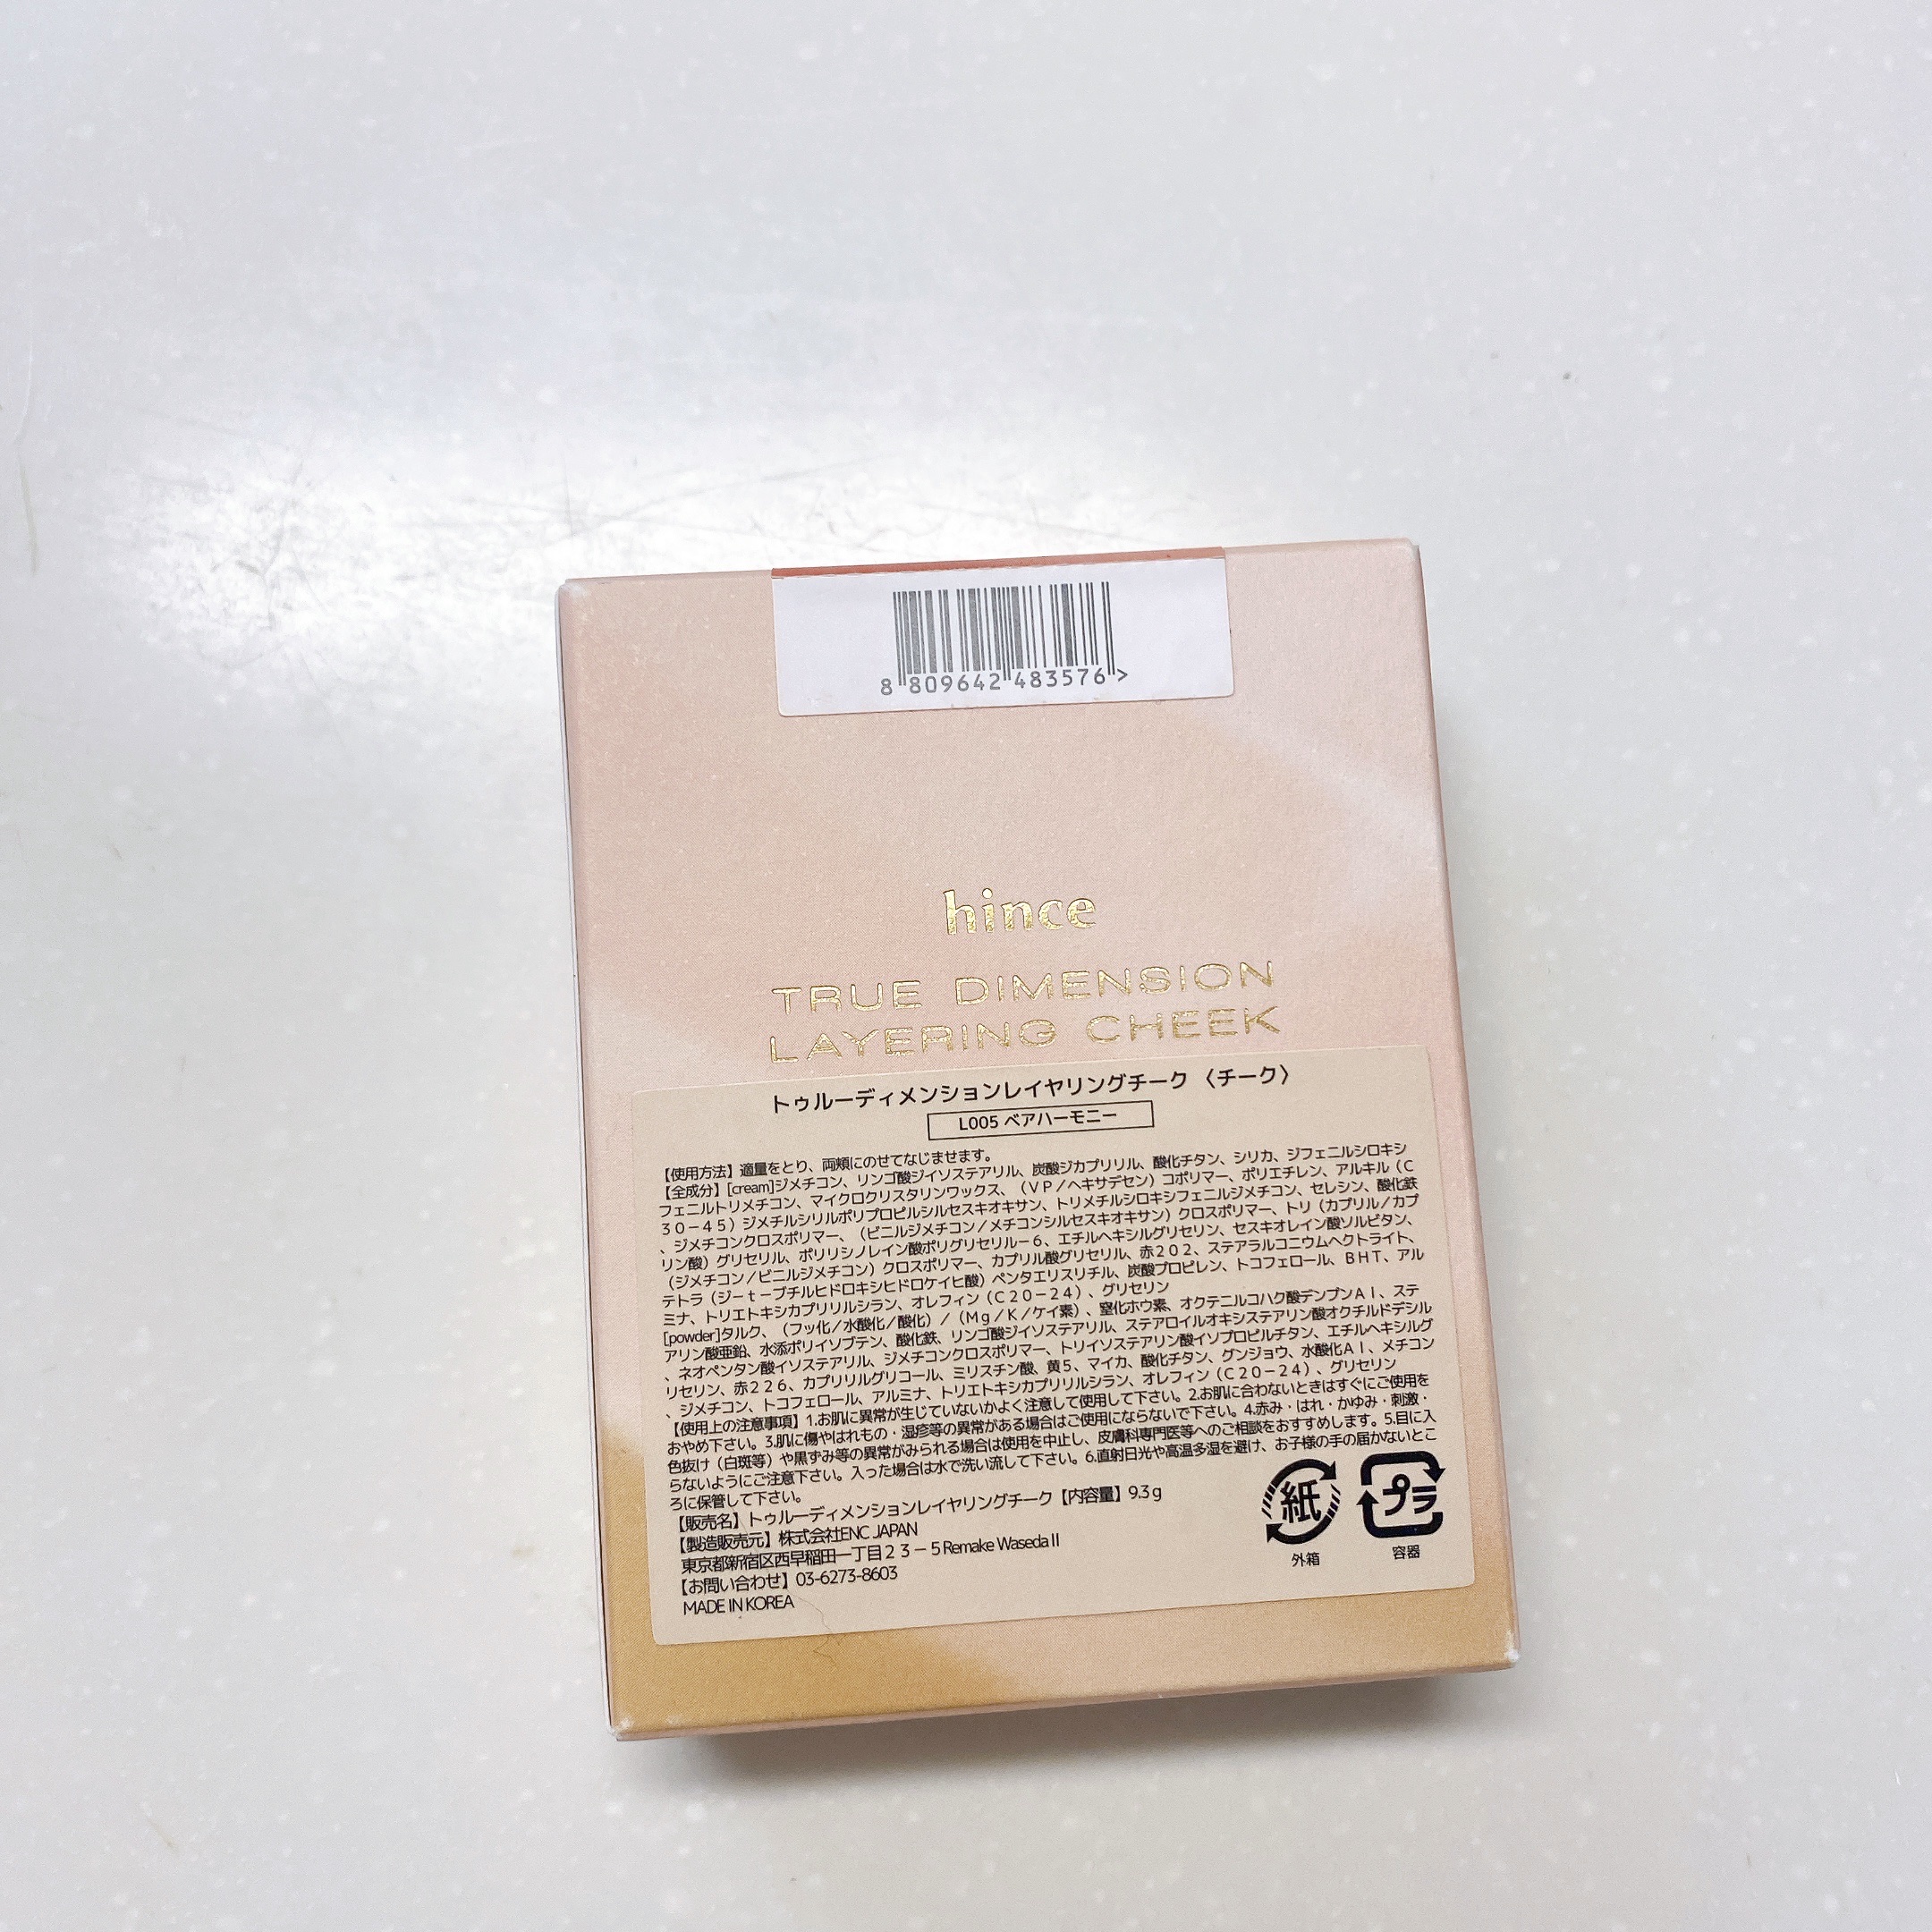 8 809642 483576 >
hince
TRUE DIMENSION
LAYERING CHEEK
トゥルーディメンションレイヤリングチーク〈チーク〉
L005 ベアハーモニー
【使用方法】適量をとり、両頬にのせてなじませます。
【全成分】[cream]ジメチコン、リンゴ酸ジイソステアリル、炭酸ジカプリリル、酸化チタン、シリカ、ジフェニルシロキシ
フェニルトリメチコン、マイクロクリスタリンワックス、（ＶＰ／ヘキサデセン）コポリマー、ポリエチレン、アルキル（Ｃ
３０－４５）ジメチルシリルポリプロピルシルセスキオキサン、トリメチルシロキシフェニルジメチコン、セレシン、酸化鉄
、ジメチコンクロスポリマー、（ビニルジメチコン／メチコンシルセスキオキサン）クロスポリマー、トリ（カプリル／カプ
リン酸）グリセリル、ポリリシノレイン酸ポリグリセリル－６、エチルヘキシルグリセリン、セスキオレイン酸ソルビタン、
（ジメチコン／ビニルジメチコン）クロスポリマー、カプリル酸グリセリル、赤２０２、ステアラルコニウムヘクトライト、
テトラ（ジ－ｔ－ブチルヒドロキシヒドロケイヒ酸）ペンタエリスリチル、炭酸プロピレン、トコフェロール、ＢＨＴ、アル
ミナ、トリエトキシカプリリルシラン、オレフィン（Ｃ２０－２４）、グリセリン
[powder]タルク、（フッ化／水酸化／酸化）／（Ｍｇ／Ｋ／ケイ素）、窒化ホウ素、オクテニルコハク酸デンプンＡｌ、ステ
アリン酸亜鉛、水添ポリイソブテン、酸化鉄、リンゴ酸ジイソステアリル、ステアロイルオキシステアリン酸オクチルドデシル
、ネオペンタン酸イソステアリル、ジメチコンクロスポリマー、トリイソステアリン酸イソプロピルチタン、エチルヘキシルグ
リセリン、赤２２６、カプリリルグリコール、ミリスチン酸、黄５、マイカ、酸化チタン、グンジョウ、水酸化Ａｌ、メチコン
、ジメチコン、トコフェロール、アルミナ、トリエトキシカプリリルシラン、オレフィン（Ｃ２０－２４）、グリセリン
【使用上の注意事項】1.お肌に異常が生じていないかよく注意して使用して下さい。2.お肌に合わないときはすぐにご使用を
おやめ下さい。3.肌に傷やはれもの・湿疹等の異常がある場合はご使用にならないで下さい。4.赤み・はれ・かゆみ・刺激・
色抜け（白斑等）や黒ずみ等の異常がみられる場合は使用を中止し、皮膚科専門医等へのご相談をおすすめします。5.目に入
らないようにご注意下さい。入った場合は水で洗い流して下さい。6.直射日光や高温多湿を避け、お子様の手の届かないとこ
ろに保管して下さい。
【販売名】トゥルーディメンションレイヤリングチーク【内容量】9.3ｇ
【製造販売元】株式会社ENC JAPAN
東京都新宿区西早稲田一丁目２３－５Remake WasedaⅡ
【お問い合わせ】03-6273-8603
MADE IN KOREA
紙
外箱
プラ
容器